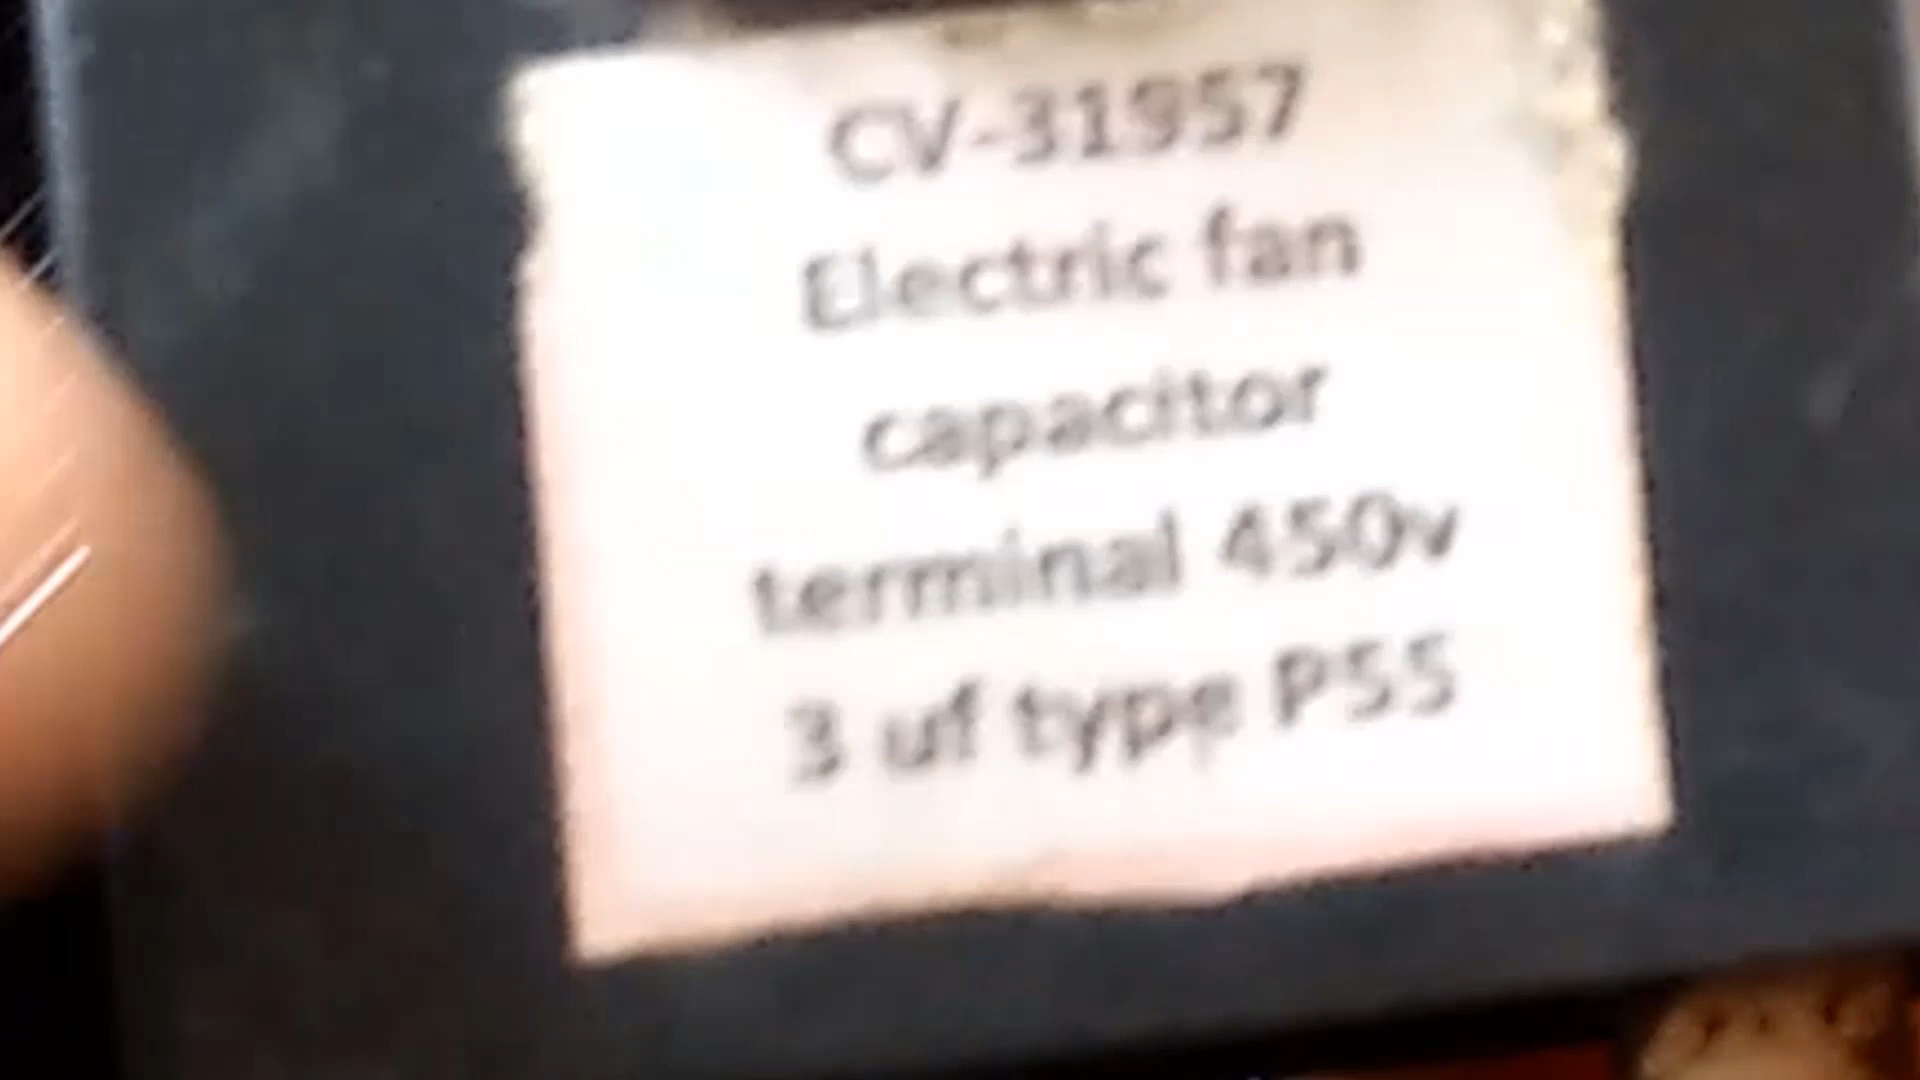 CV-31957
Electric fan
capacitor
terminal 450v
3 uf type P55